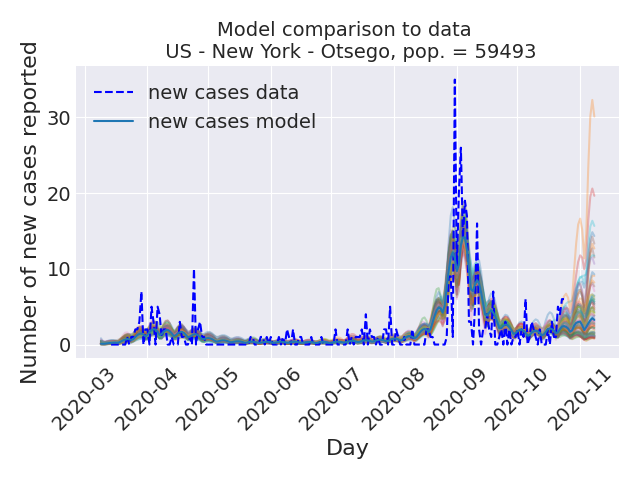 Model comparison to data
US - New York - Otsego, pop. = 59493
Number of new cases reported
new cases data
new cases model
30
20
10
0
2020-03
2020-04
2020-05
2020-06
2020-07
2020-08
2020-09
2020-10
2020-11
Day